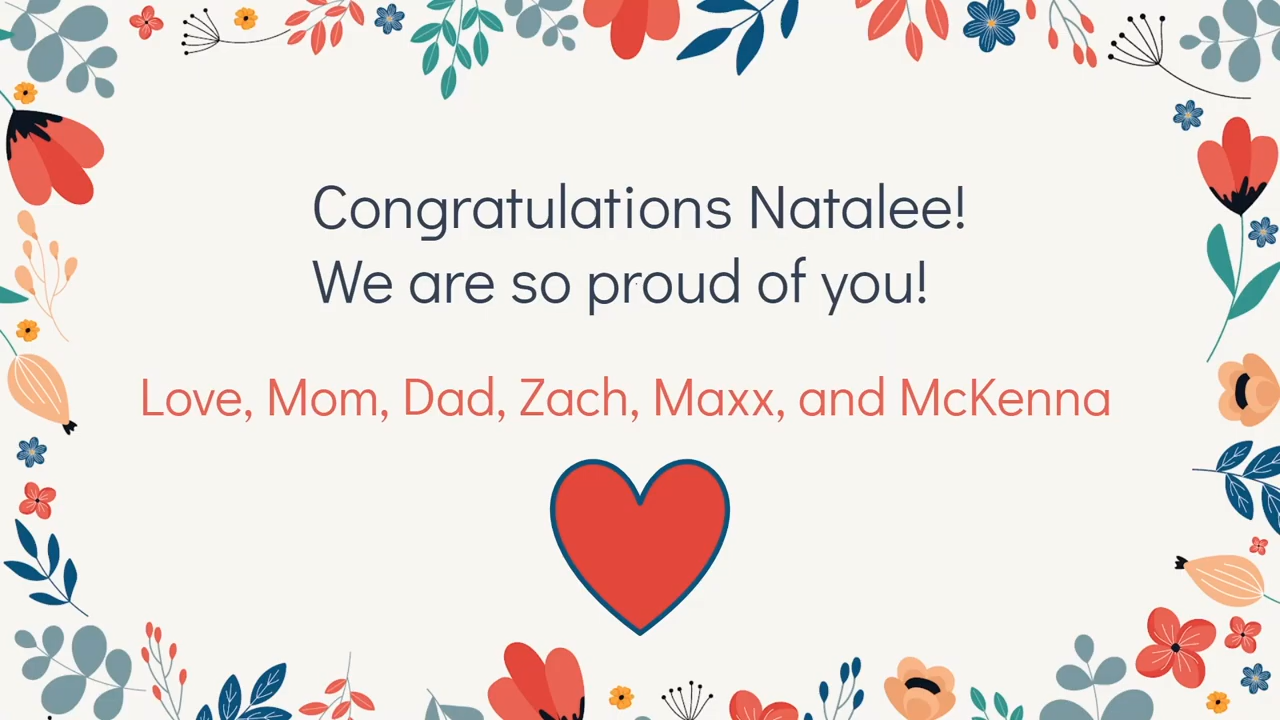 Congratulations Natalee!
We are so proud of you!
Love, Mom, Dad, Zach, Maxx, and McKenna